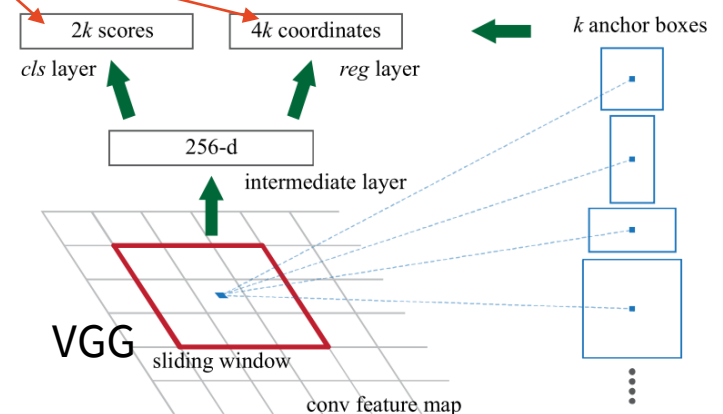 2k scores
4k coordinates
k anchor boxes
cls layer
reg layer
256-d
intermediate layer
VGG
sliding window
conv feature map